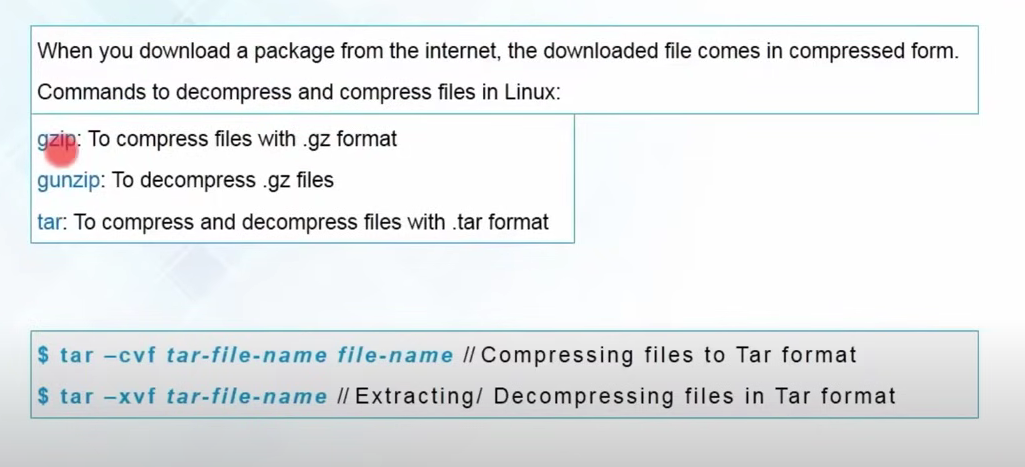 When you download a package from the internet, the downloaded file comes in compressed form.
Commands to decompress and compress files in Linux:
gzip: To compress files with .gz format
gunzip: To decompress .gz files
tar: To compress and decompress files with .tar format
$ tar –cvf tar-file-name file-name // Compressing files to Tar format
$ tar –xvf tar-file-name // Extracting/ Decompressing files in Tar format